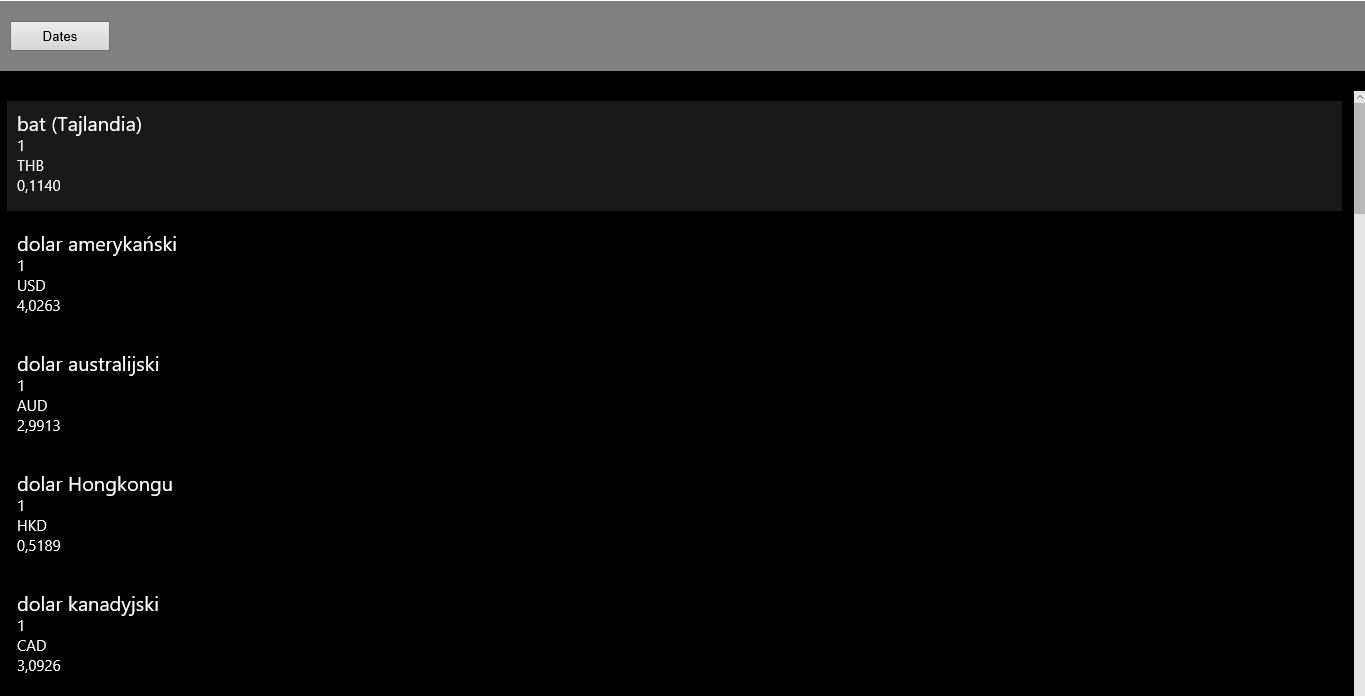 Dates
bat (Tajlandia)
1
THB
0,1140
dolar amerykański
1
USD
4,0263
dolar australijski
1
AUD
2,9913
dolar Hongkongu
1
HKD
0,5189
dolar kanadyjski
1
CAD
3,0926